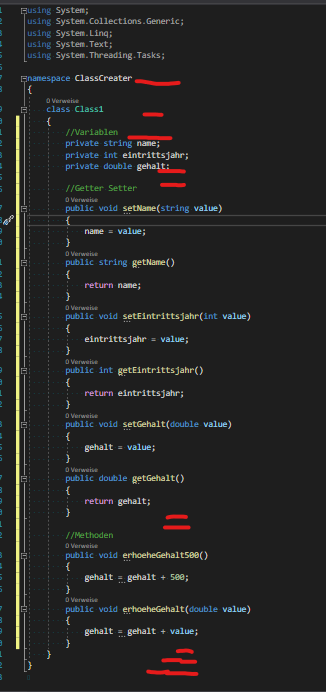 using System;
using System.Collections.Generic;
using System.Linq;
using System.Text;
using System.Threading.Tasks;
namespace ClassCreater
{
0 Verweise
class Class1
{
//Variablen
private string name;
private int eintrittsjahr;
private double gehalt;
//Getter Setter
0 Verweise
public void setName(string value)
{
name = value;
}
0 Verweise
public string getName()
{
return name;
}
0 Verweise
public void setEintrittsjahr(int value)
{
eintrittsjahr = value;
}
0 Verweise
public int getEintrittsjahr()
{
return eintrittsjahr;
}
0 Verweise
public void setGehalt(double value)
{
gehalt = value;
}
0 Verweise
public double getGehalt()
{
return gehalt;
}
//Methoden
0 Verweise
public void erhoeheGehalt500()
{
gehalt = gehalt + 500;
}
0 Verweise
public void erhoeheGehalt(double value)
{
gehalt = gehalt + value;
}
}
}